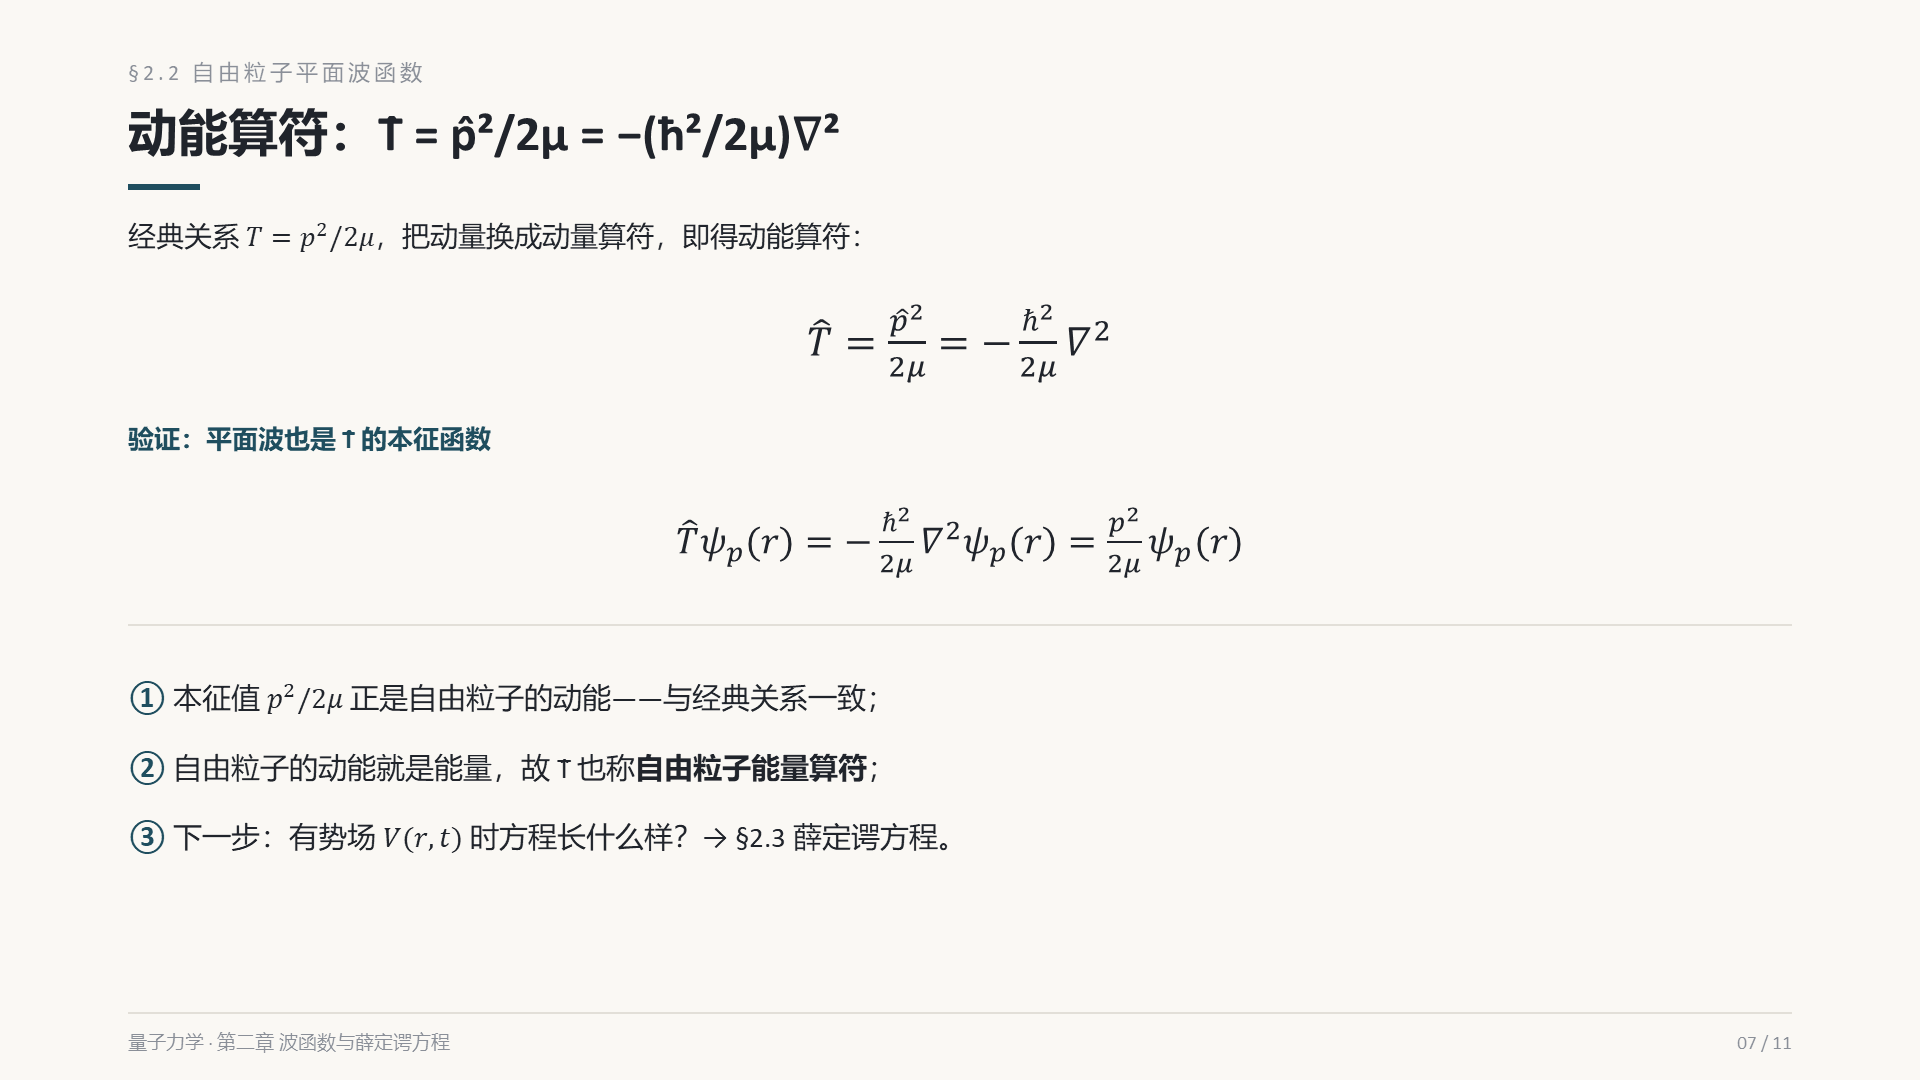 §2.2 自由粒子平面波函数
动能算符：T̂ = p̂²/2μ = −(ħ²/2μ)∇²
经典关系 T = p²/2μ，把动量换成动量算符，即得动能算符：
T̂ = p̂²/2μ = −ħ²/2μ ∇²
验证：平面波也是 T̂ 的本征函数
T̂ψₚ(r) = −ħ²/2μ ∇²ψₚ(r) = p²/2μ ψₚ(r)
① 本征值 p²/2μ 正是自由粒子的动能——与经典关系一致；
② 自由粒子的动能就是能量，故 T̂ 也称自由粒子能量算符；
③ 下一步：有势场 V(r,t) 时方程长什么样？→ §2.3 薛定谔方程。
量子力学 · 第二章 波函数与薛定谔方程
07 / 11